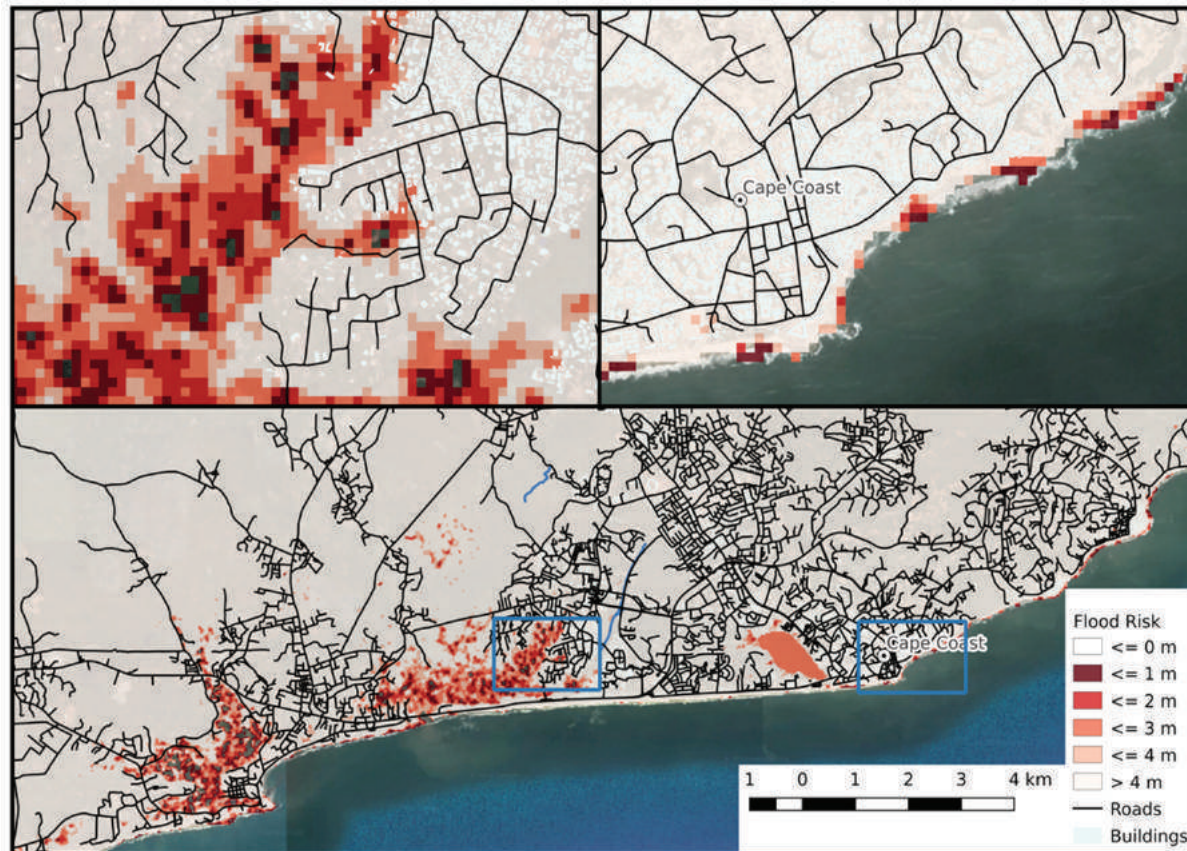 Cape Coast
Cape Coast
Flood Risk
<= 0 m
<= 1 m
<= 2 m
<= 3 m
<= 4 m
> 4 m
Roads
Buildings
1 0 1 2 3 4 km